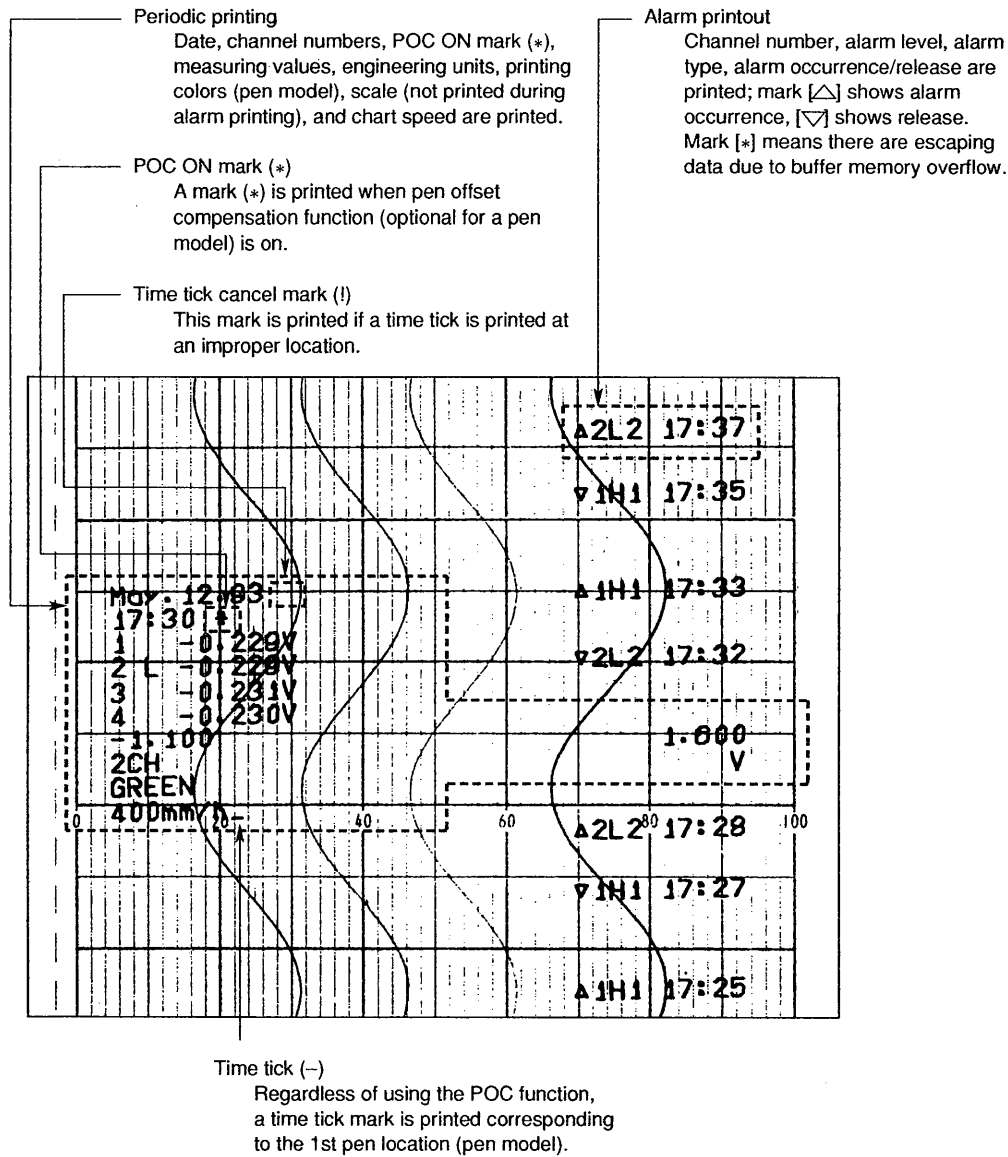 Periodic printing
Date, channel numbers, POC ON mark (*),
measuring values, engineering units, printing
colors (pen model), scale (not printed during
alarm printing), and chart speed are printed.
POC ON mark (*)
A mark (*) is printed when pen offset
compensation function (optional for a pen
model) is on.
Time tick cancel mark (!)
This mark is printed if a time tick is printed at
an improper location.
Alarm printout
Channel number, alarm level, alarm
type, alarm occurrence/release are
printed; mark [△] shows alarm
occurrence, [▽] shows release.
Mark [*] means there are escaping
data due to buffer memory overflow.
△2L2 17:37
▽1H1 17:35
△1H1 17:33
▽2L2 17:32
May. 12. 93
17:30 *
1 -0.229V
2 L -0.229V
3 -0.231V
4 -0.230V
-1.100
2CH
GREEN
400mm/h
1.600
V
0 20 40 60 80 100
△2L2 17:28
▽1H1 17:27
△1H1 17:25
Time tick (–)
Regardless of using the POC function,
a time tick mark is printed corresponding
to the 1st pen location (pen model).